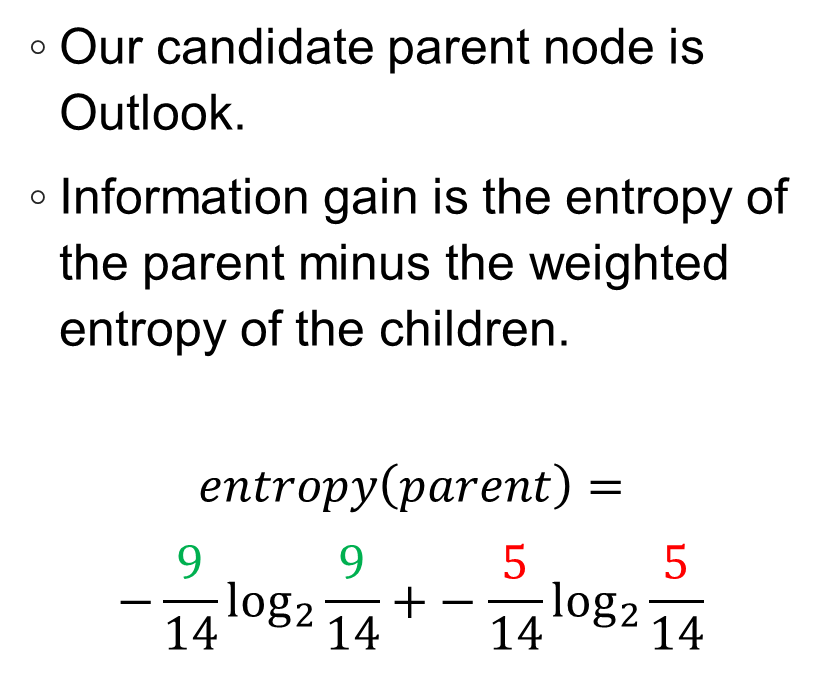 ◦ Our candidate parent node is
Outlook.
◦ Information gain is the entropy of
the parent minus the weighted
entropy of the children.
entropy(parent) =
− 9/14 log₂ 9/14 + − 5/14 log₂ 5/14